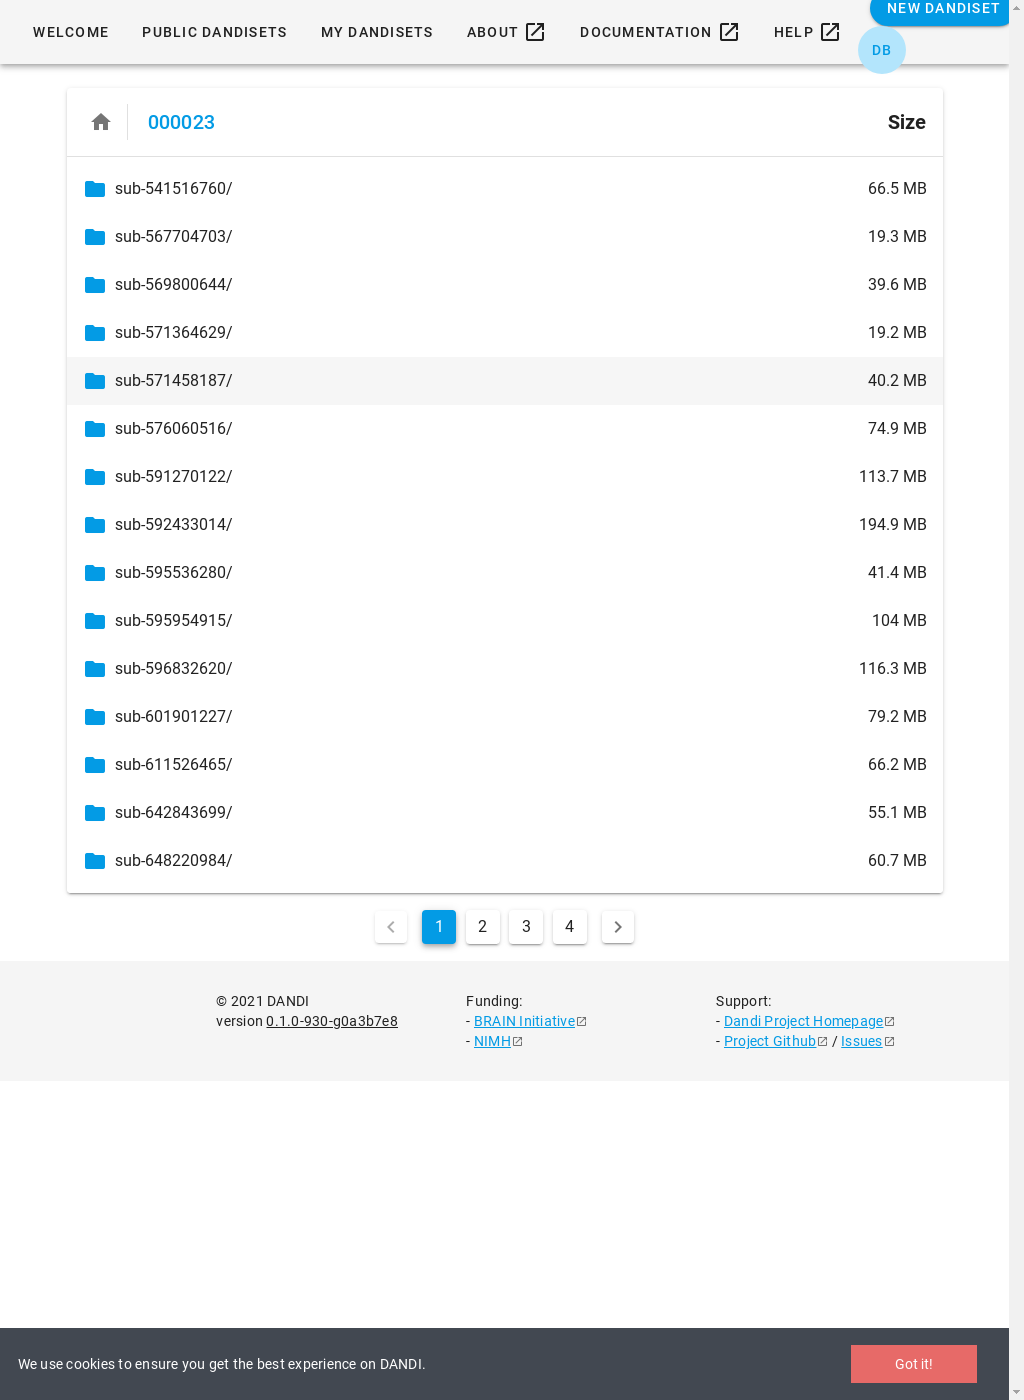 NEW DANDISET
WELCOME PUBLIC DANDISETS MY DANDISETS ABOUT DOCUMENTATION HELP
DB
000023 Size
sub-541516760/ 66.5 MB
sub-567704703/ 19.3 MB
sub-569800644/ 39.6 MB
sub-571364629/ 19.2 MB
sub-571458187/ 40.2 MB
sub-576060516/ 74.9 MB
sub-591270122/ 113.7 MB
sub-592433014/ 194.9 MB
sub-595536280/ 41.4 MB
sub-595954915/ 104 MB
sub-596832620/ 116.3 MB
sub-601901227/ 79.2 MB
sub-611526465/ 66.2 MB
sub-642843699/ 55.1 MB
sub-648220984/ 60.7 MB
1 2 3 4
© 2021 DANDI
version 0.1.0-930-g0a3b7e8
Funding:
- BRAIN Initiative
- NIMH
Support:
- Dandi Project Homepage
- Project Github / Issues
We use cookies to ensure you get the best experience on DANDI.
Got it!